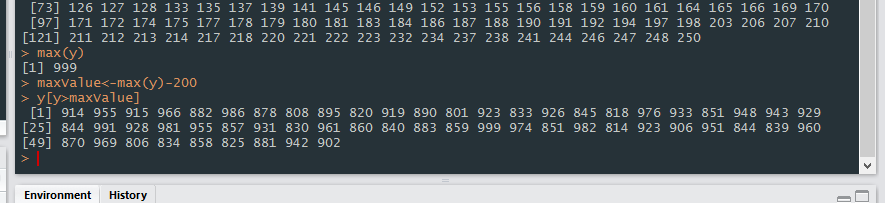 [73] 126 127 128 133 135 137 139 141 145 146 149 152 153 155 156 158 159 160 161 164 165 166 169 170
[97] 171 172 174 175 177 178 179 180 181 183 184 186 187 188 190 191 192 194 197 198 203 206 207 210
[121] 211 212 213 214 217 218 220 221 222 223 232 234 237 238 241 244 246 247 248 250
> max(y)
[1] 999
> maxValue<-max(y)-200
> y[y>maxValue]
[1] 914 955 915 966 882 986 878 808 895 820 919 890 801 923 833 926 845 818 976 933 851 948 943 929
[25] 844 991 928 981 955 857 931 830 961 860 840 883 859 999 974 851 982 814 923 906 951 844 839 960
[49] 870 969 806 834 858 825 881 942 902
>
Environment History